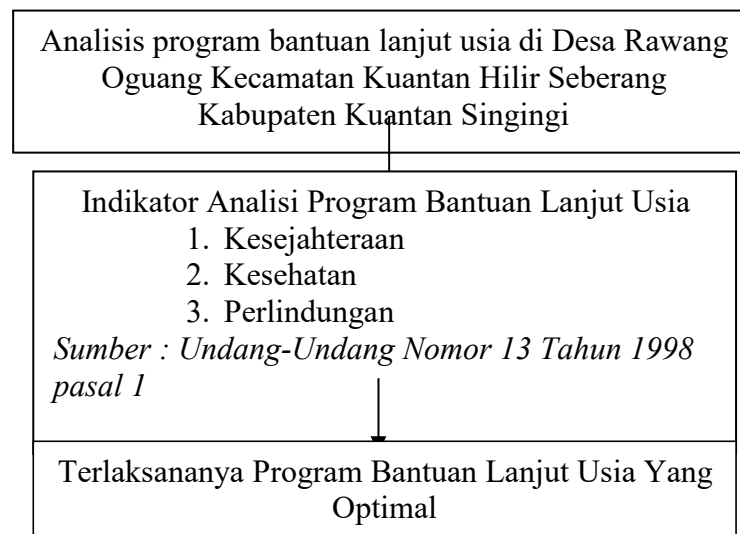 Analisis program bantuan lanjut usia di Desa Rawang
Oguang Kecamatan Kuantan Hilir Seberang
Kabupaten Kuantan Singingi
Indikator Analisi Program Bantuan Lanjut Usia
1. Kesejahteraan
2. Kesehatan
3. Perlindungan
Sumber : Undang-Undang Nomor 13 Tahun 1998
pasal 1
Terlaksananya Program Bantuan Lanjut Usia Yang
Optimal